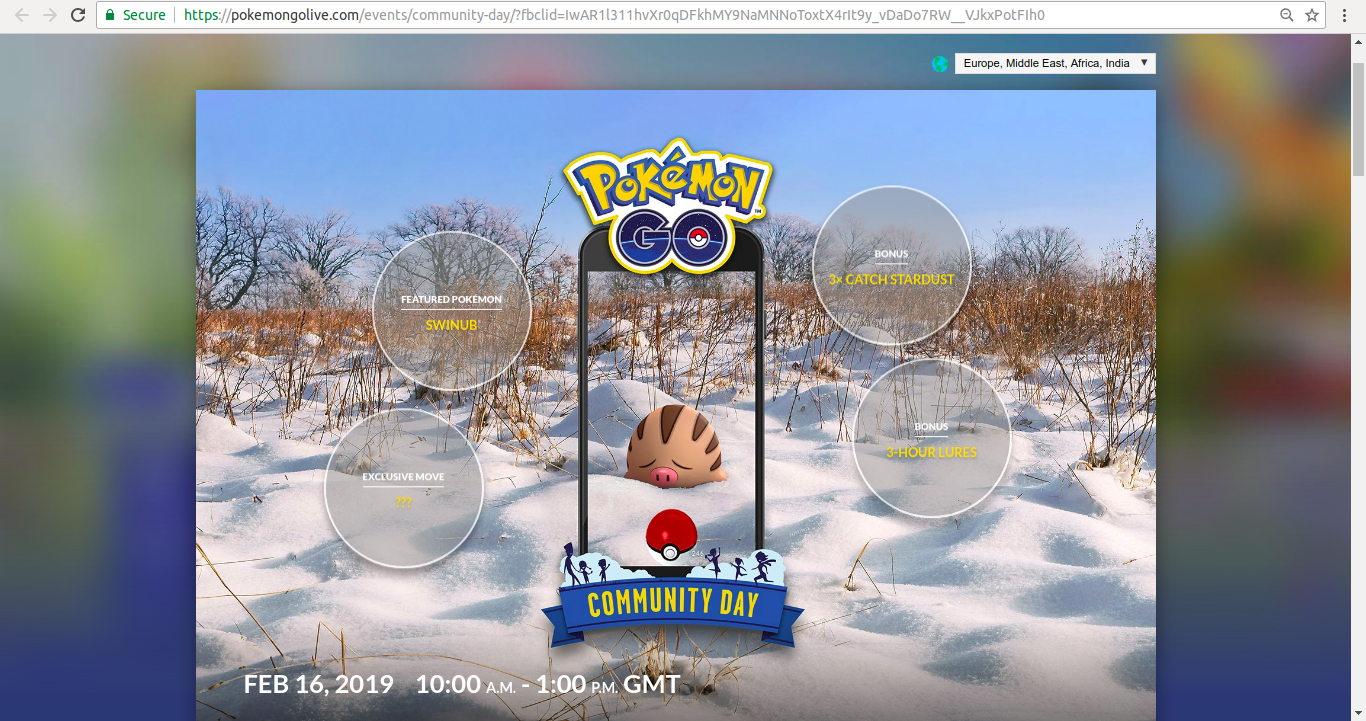 Secure https://pokemongolive.com/events/community-day/?fbclid=IwAR1l311hvXr0qDFkhMY9NaMNNoToxtX4rIt9y_vDaDo7RW__VJkxPotFIh0
Europe, Middle East, Africa, India
POKÉMON™
GO
FEATURED POKÉMON
SWINUB
EXCLUSIVE MOVE
???
BONUS
3× CATCH STARDUST
BONUS
3-HOUR LURES
COMMUNITY DAY
FEB 16, 2019 10:00 A.M. - 1:00 P.M. GMT